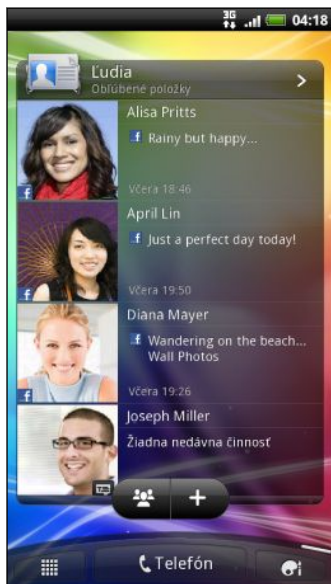 3G
04:18
Ľudia
Obľúbené položky
Alisa Pritts
f Rainy but happy...
Včera 18:46
f
April Lin
f Just a perfect day today!
Včera 19:50
f
Diana Mayer
f Wandering on the beach...
Wall Photos
Včera 19:26
f
Joseph Miller
Žiadna nedávna činnosť
Telefón